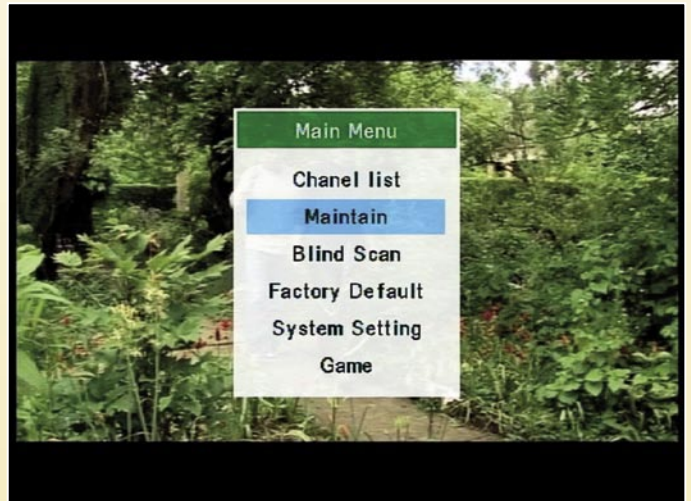 Main Menu
Chanel list
Maintain
Blind Scan
Factory Default
System Setting
Game